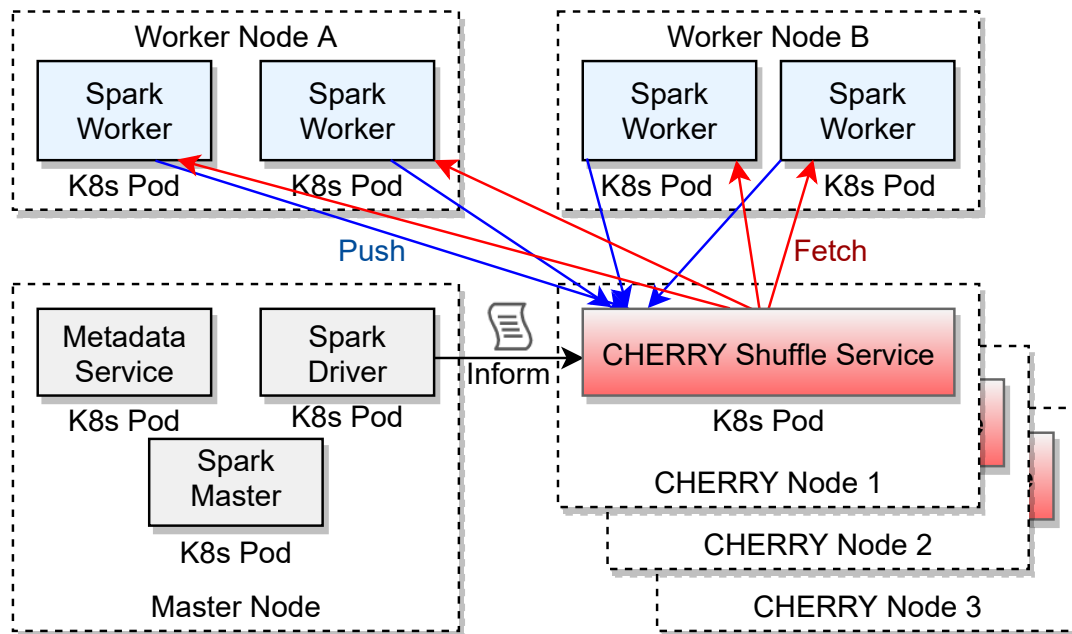 Worker Node A
Spark
Worker
K8s Pod
Spark
Worker
K8s Pod
Worker Node B
Spark
Worker
K8s Pod
Spark
Worker
K8s Pod
Push
Fetch
Metadata
Service
K8s Pod
Spark
Driver
K8s Pod
Spark
Master
K8s Pod
Master Node
Inform
CHERRY Shuffle Service
K8s Pod
CHERRY Node 1
CHERRY Node 2
CHERRY Node 3